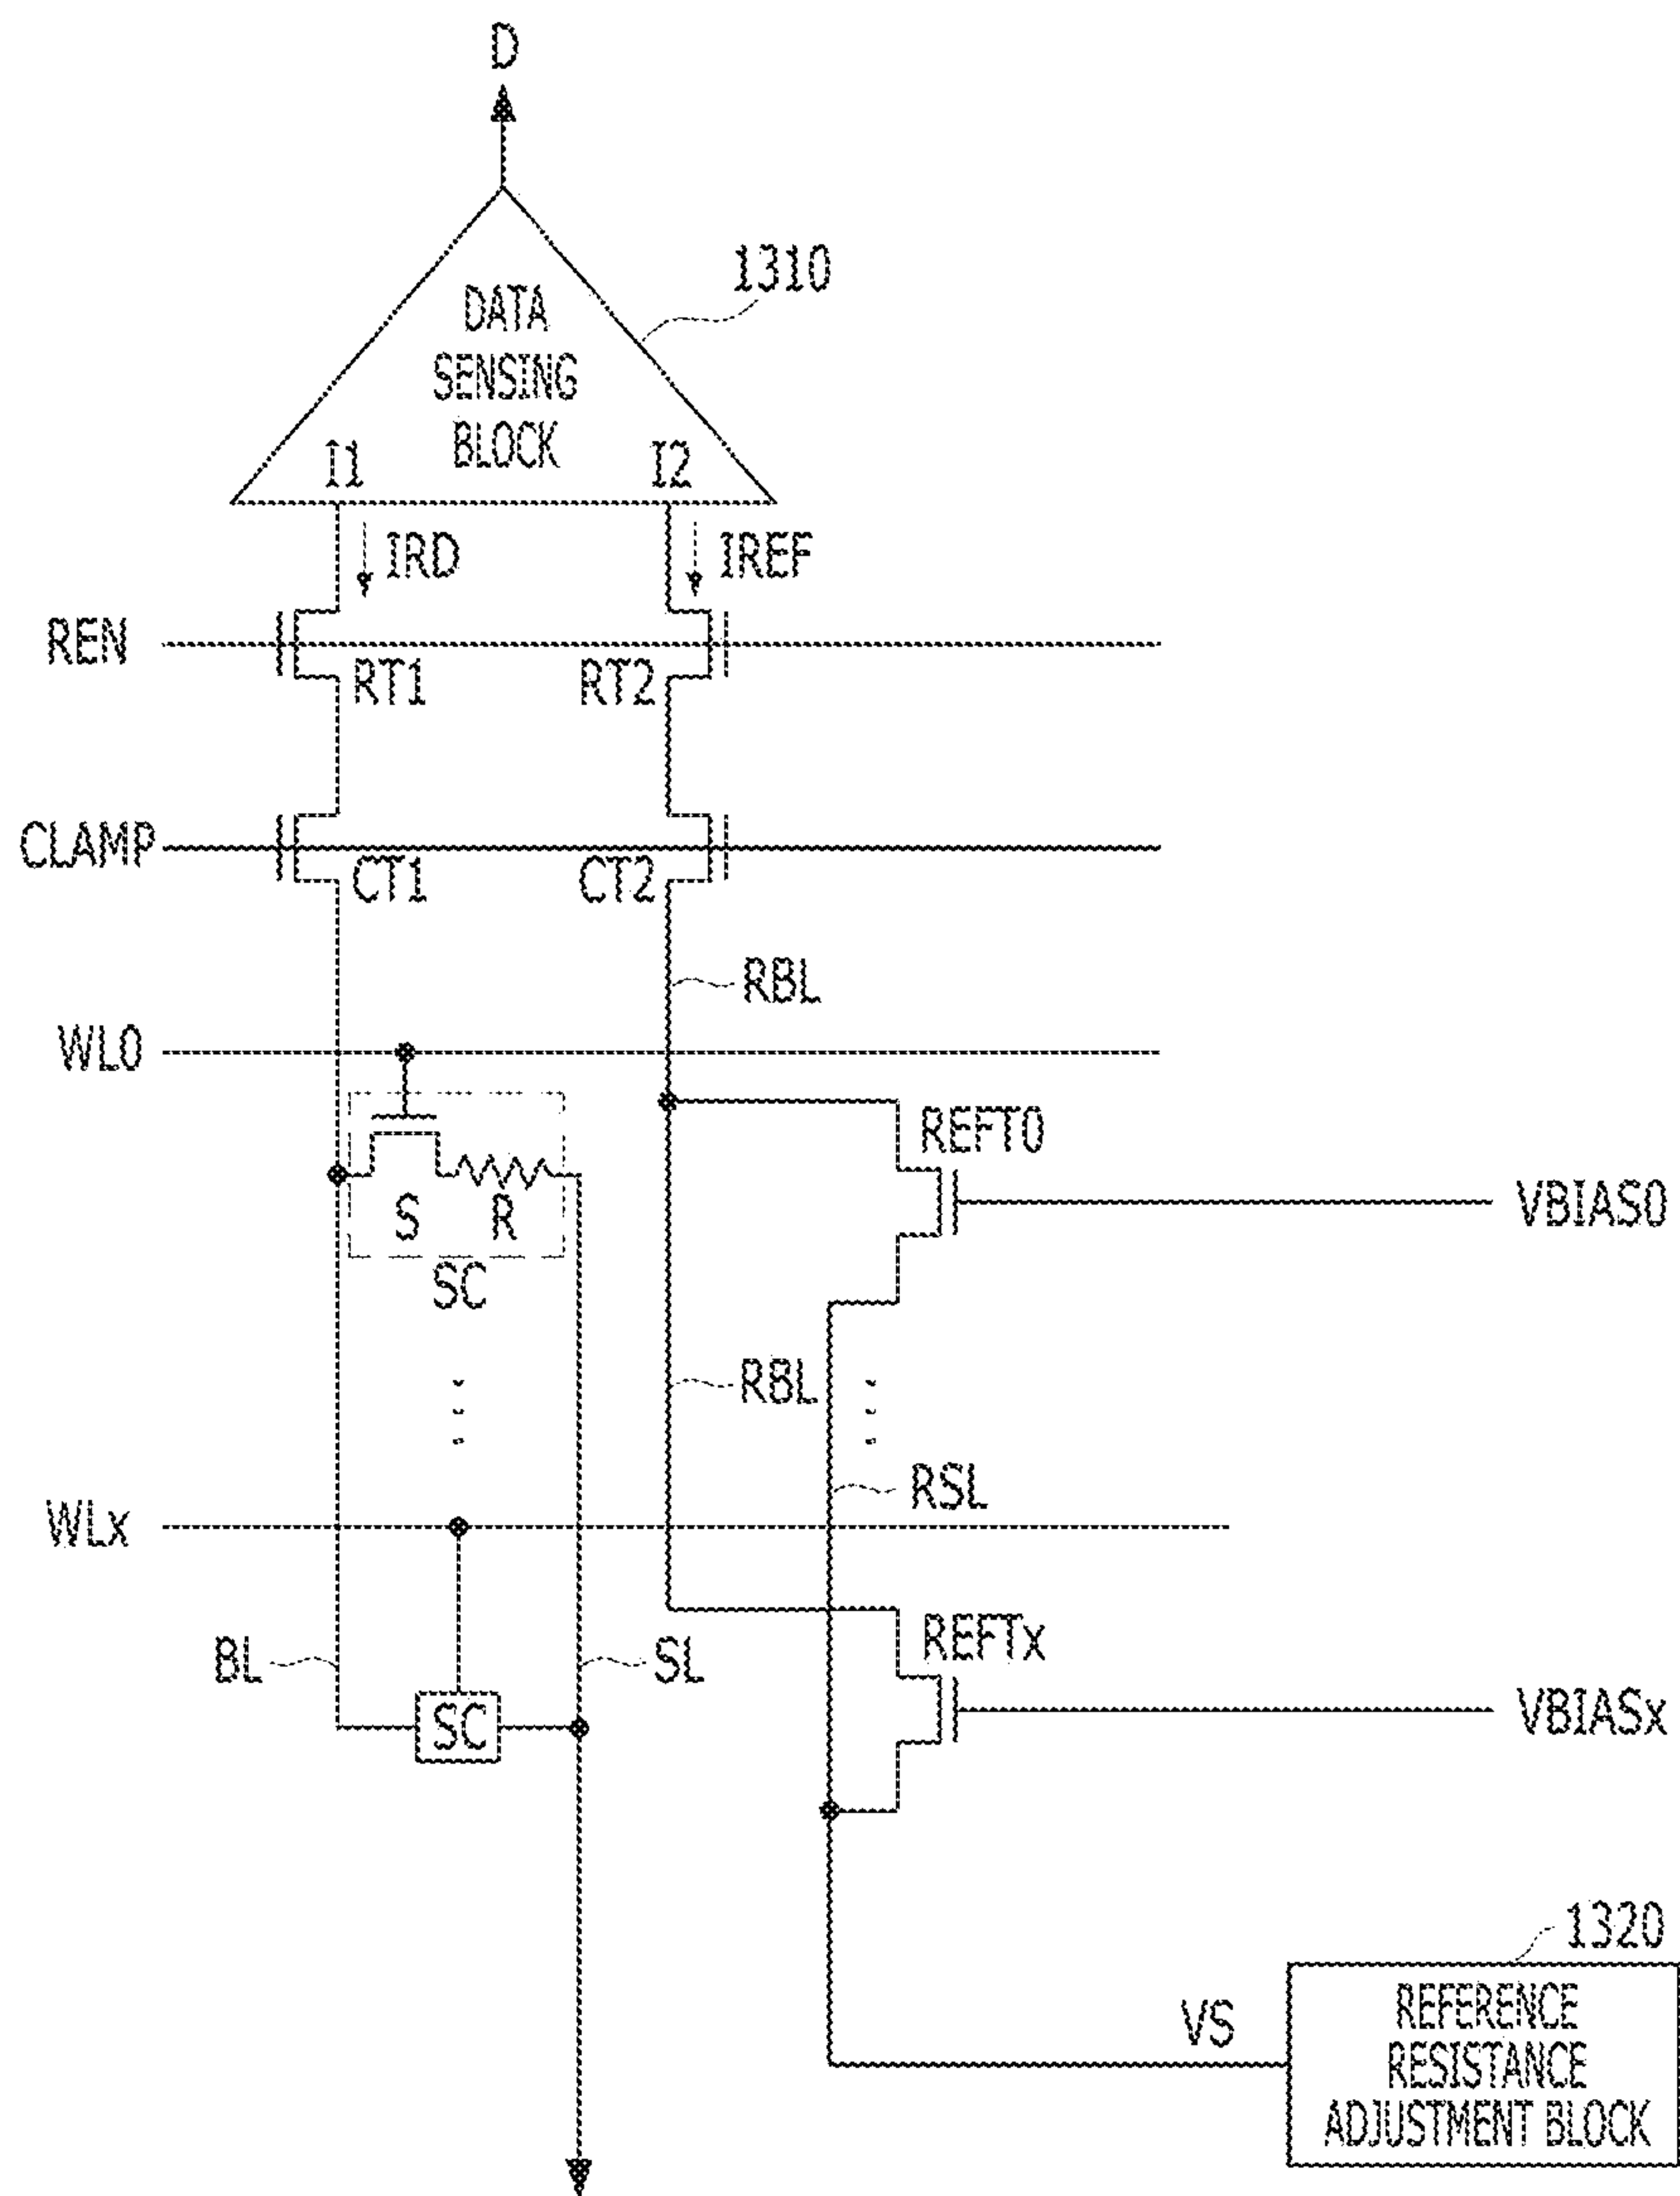 D
1310
DATA
SENSING
BLOCK
I1
I2
IRD
IREF
REN
RT1
RT2
CLAMP
CT1
CT2
RBL
WL0
REFT0
S
R
VBIAS0
SC
RBL
RSL
WLx
BL
SL
REFTx
SC
VBIASx
1320
VS
REFERENCE
RESISTANCE
ADJUSTMENT BLOCK